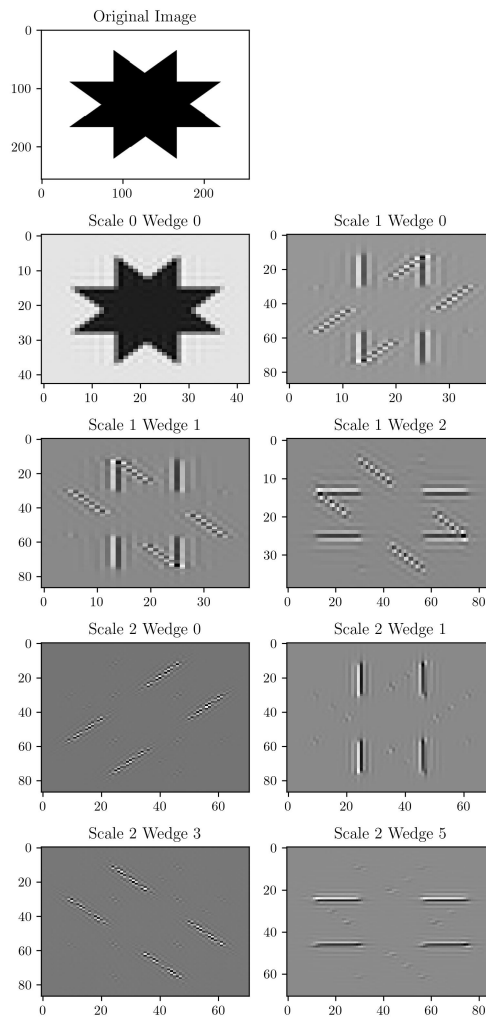 Original Image
0
100
200
0 100 200
Scale 0 Wedge 0
0
10
20
30
40
0 10 20 30 40
Scale 1 Wedge 0
0
20
40
60
80
0 10 20 30
Scale 1 Wedge 1
0
20
40
60
80
0 10 20 30
Scale 1 Wedge 2
0
10
20
30
0 20 40 60 80
Scale 2 Wedge 0
0
20
40
60
80
0 20 40 60
Scale 2 Wedge 1
0
20
40
60
80
0 20 40 60
Scale 2 Wedge 3
0
20
40
60
80
0 20 40 60
Scale 2 Wedge 5
0
20
40
60
0 20 40 60 80